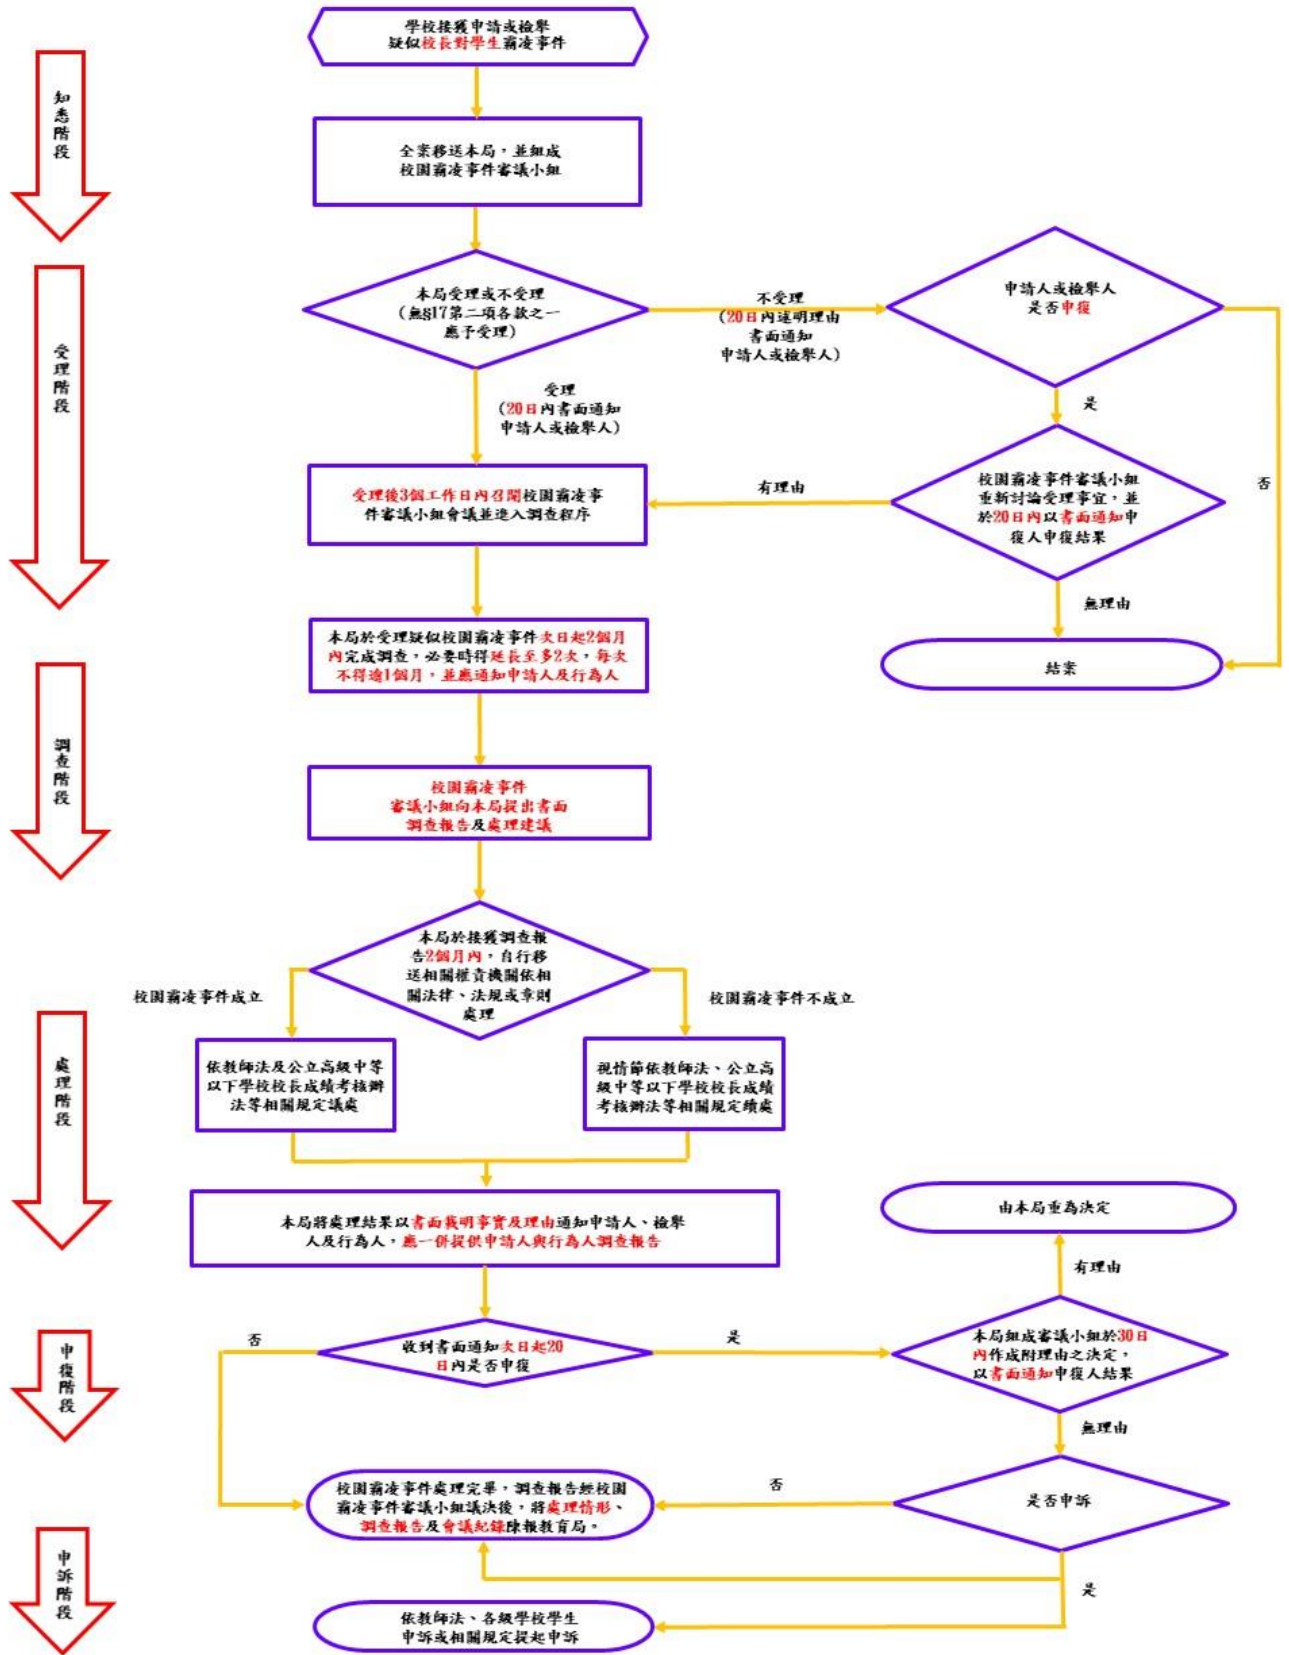 學校接獲申請或檢舉
疑似校長對學生霸凌事件
知悉階段
全案移送本局，並組成
校園霸凌事件審議小組
受理階段
本局受理或不受理
(無§17第二項各款之一
應予受理)
不受理
(20日內述明理由
書面通知
申請人或檢舉人)
申請人或檢舉人
是否申復
受理
(20日內書面通知
申請人或檢舉人)
是
否
受理後3個工作日內召開校園霸凌事
件審議小組會議並進入調查程序
有理由
校園霸凌事件審議小組
重新討論受理事宜，並
於20日內以書面通知申
復人申復結果
無理由
結案
本局於受理疑似校園霸凌事件次日起2個月
內完成調查，必要時得延長至多2次，每次
不得逾1個月，並應通知申請人及行為人
調查階段
校園霸凌事件
審議小組向本局提出書面
調查報告及處理建議
本局於接獲調查報
告2個月內，自行移
送相關權責機關依相
關法律、法規或章則
處理
校園霸凌事件成立
校園霸凌事件不成立
處理階段
依教師法及公立高級中等
以下學校校長成績考核辦
法等相關規定議處
視情節依教師法、公立高
級中等以下學校校長成績
考核辦法等相關規定續處
本局將處理結果以書面載明事實及理由通知申請人、檢舉
人及行為人，應一併提供申請人與行為人調查報告
由本局重為決定
有理由
申復階段
收到書面通知次日起20
日內是否申復
否
是
本局組成審議小組於30日
內作成附理由之決定，
以書面通知申復人結果
無理由
校園霸凌事件處理完畢，調查報告經校園
霸凌事件審議小組議決後，將處理情形、
調查報告及會議紀錄陳報教育局。
否
是否申訴
是
申訴階段
依教師法、各級學校學生
申訴或相關規定提起申訴